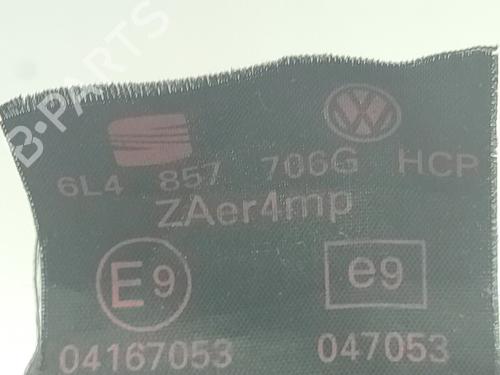 B-PARTS
6L4 857 706G HCP
ZAer4mp
E9 e9
04167053 047053